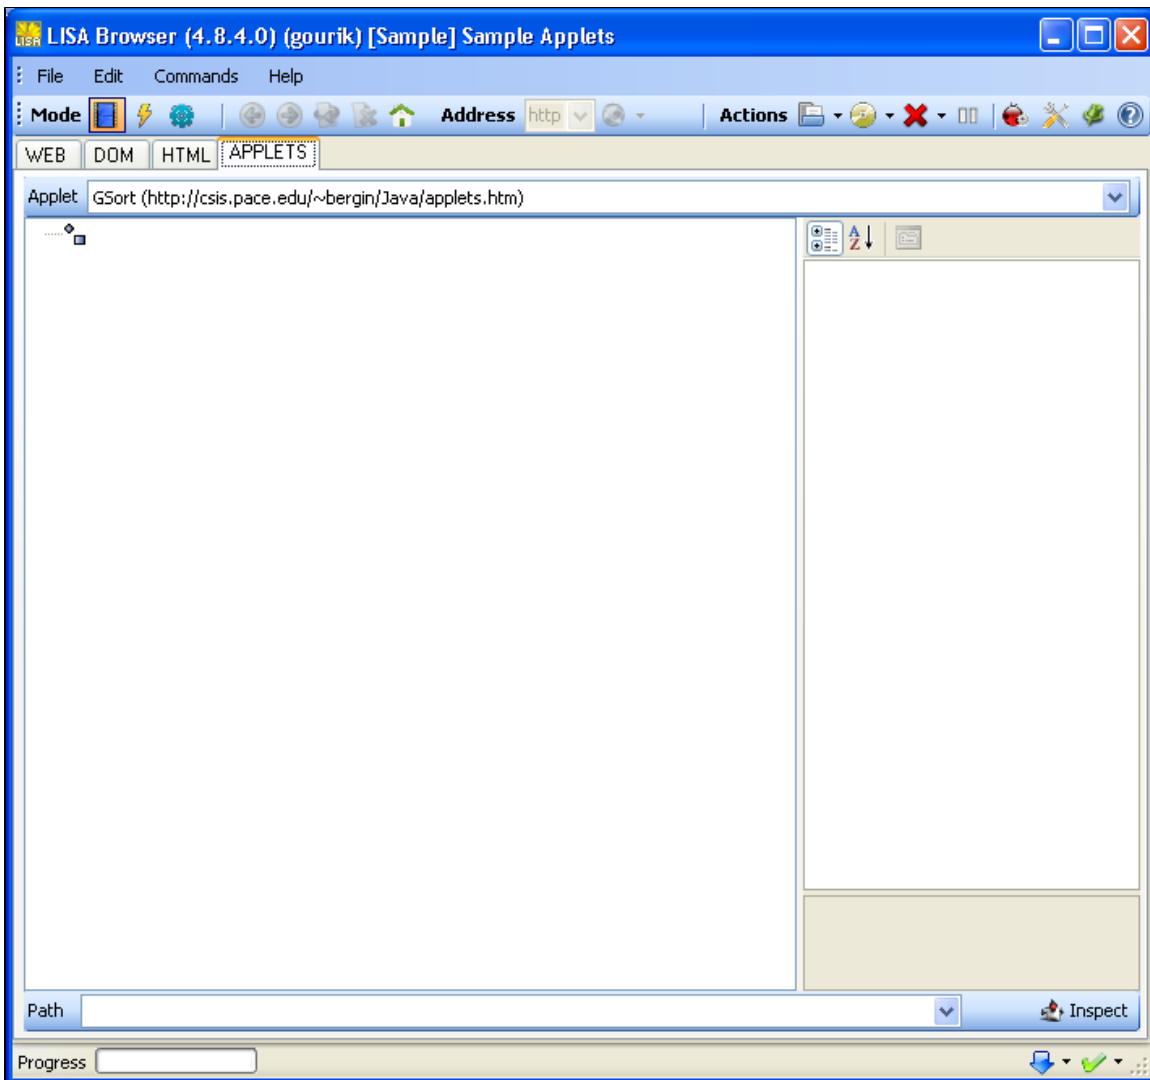 LISA Browser (4.8.4.0) (gourik) [Sample] Sample Applets
File Edit Commands Help
Mode Address http Actions
WEB DOM HTML APPLETS
Applet GSort (http://csis.pace.edu/~bergin/Java/applets.htm)
Path Inspect
Progress